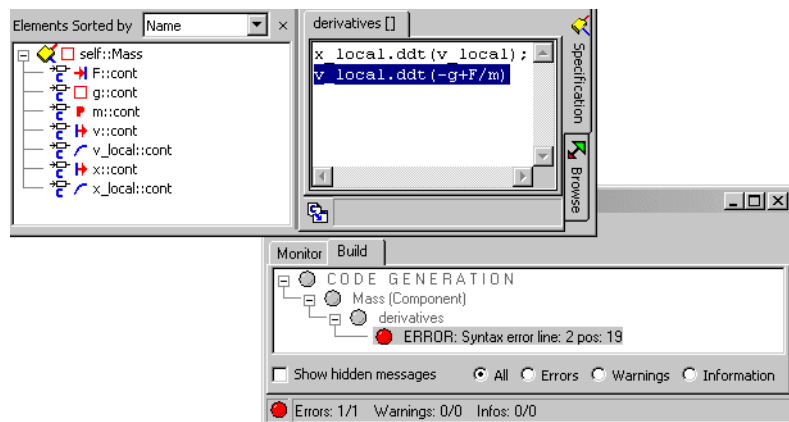 Elements Sorted by Name
self::Mass
F::cont
g::cont
m::cont
v::cont
v_local::cont
x::cont
x_local::cont
derivatives []
x_local.ddt(v_local);
v_local.ddt(-g+F/m)
Specification
Browse
Monitor Build
CODE GENERATION
Mass (Component)
derivatives
ERROR: Syntax error line: 2 pos: 19
Show hidden messages All Errors Warnings Information
Errors: 1/1 Warnings: 0/0 Infos: 0/0